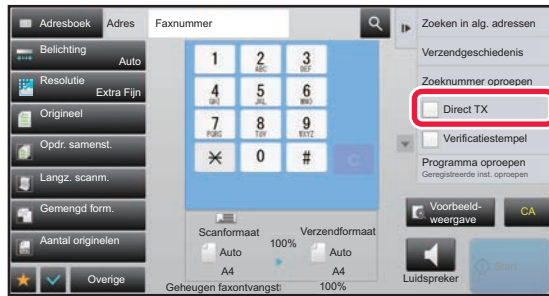 Adresboek
Adres
Faxnummer
Belichting
Auto
Resolutie
Extra Fijn
Origineel
Opdr. samenst.
Langz. scanm.
Gemengd form.
Aantal originelen
Overige
1
2
ABC
3
DEF
4
GHI
5
JKL
6
MNO
7
PQRS
8
TUV
9
WXYZ
0
#
C
Scanformaat
Auto
A4
100%
Verzendformaat
Auto
A4
Geheugen faxontvangst:
100%
Zoeken in alg. adressen
Verzendgeschiedenis
Zoeknummer oproepen
Direct TX
Verificatiestempel
Programma oproepen
Geregistreerde inst. oproepen
Voorbeeld-
weergave
CA
Luidspreker
Start